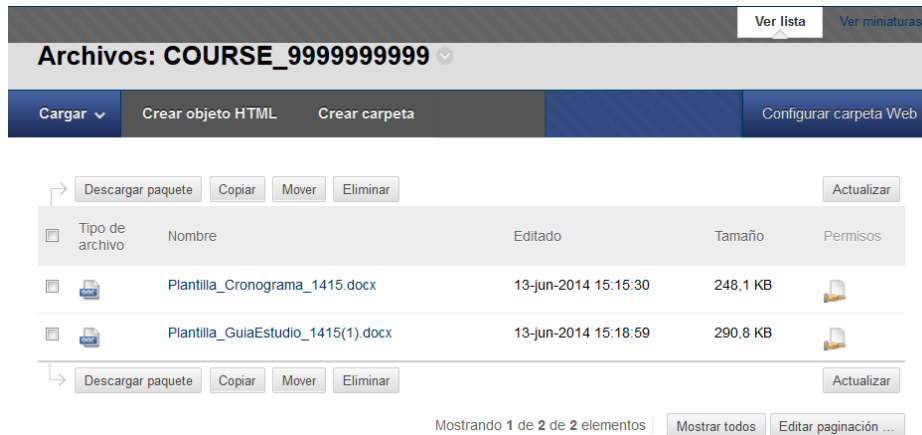 Ver lista Ver miniaturas
Archivos: COURSE_9999999999
Cargar Crear objeto HTML Crear carpeta Configurar carpeta Web
Descargar paquete Copiar Mover Eliminar Actualizar
Tipo de archivo Nombre Editado Tamaño Permisos
Plantilla_Cronograma_1415.docx 13-jun-2014 15:15:30 248,1 KB
Plantilla_GuiaEstudio_1415(1).docx 13-jun-2014 15:18:59 290,8 KB
Descargar paquete Copiar Mover Eliminar Actualizar
Mostrando 1 de 2 de 2 elementos Mostrar todos Editar paginación ...